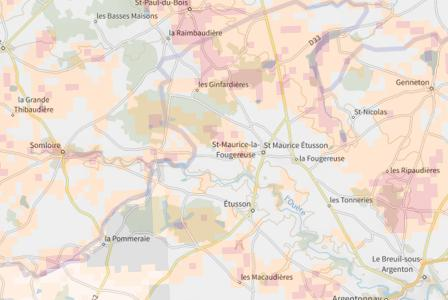 St-Paul-du-Bois
les Basses Maisons
la Raimbaudière
D33
les Ginfardières
Genneton
la Grande
Thibaudière
St-Nicolas
Somloire
St-Maurice-la-
Fougereuse
St Maurice Étusson
la Fougereuse
les Ripaudières
Étusson
l'Ouère
les Tonneries
la Pommeraie
Le Breuil-sous-
Argenton
les Macaudières
Argentonnay